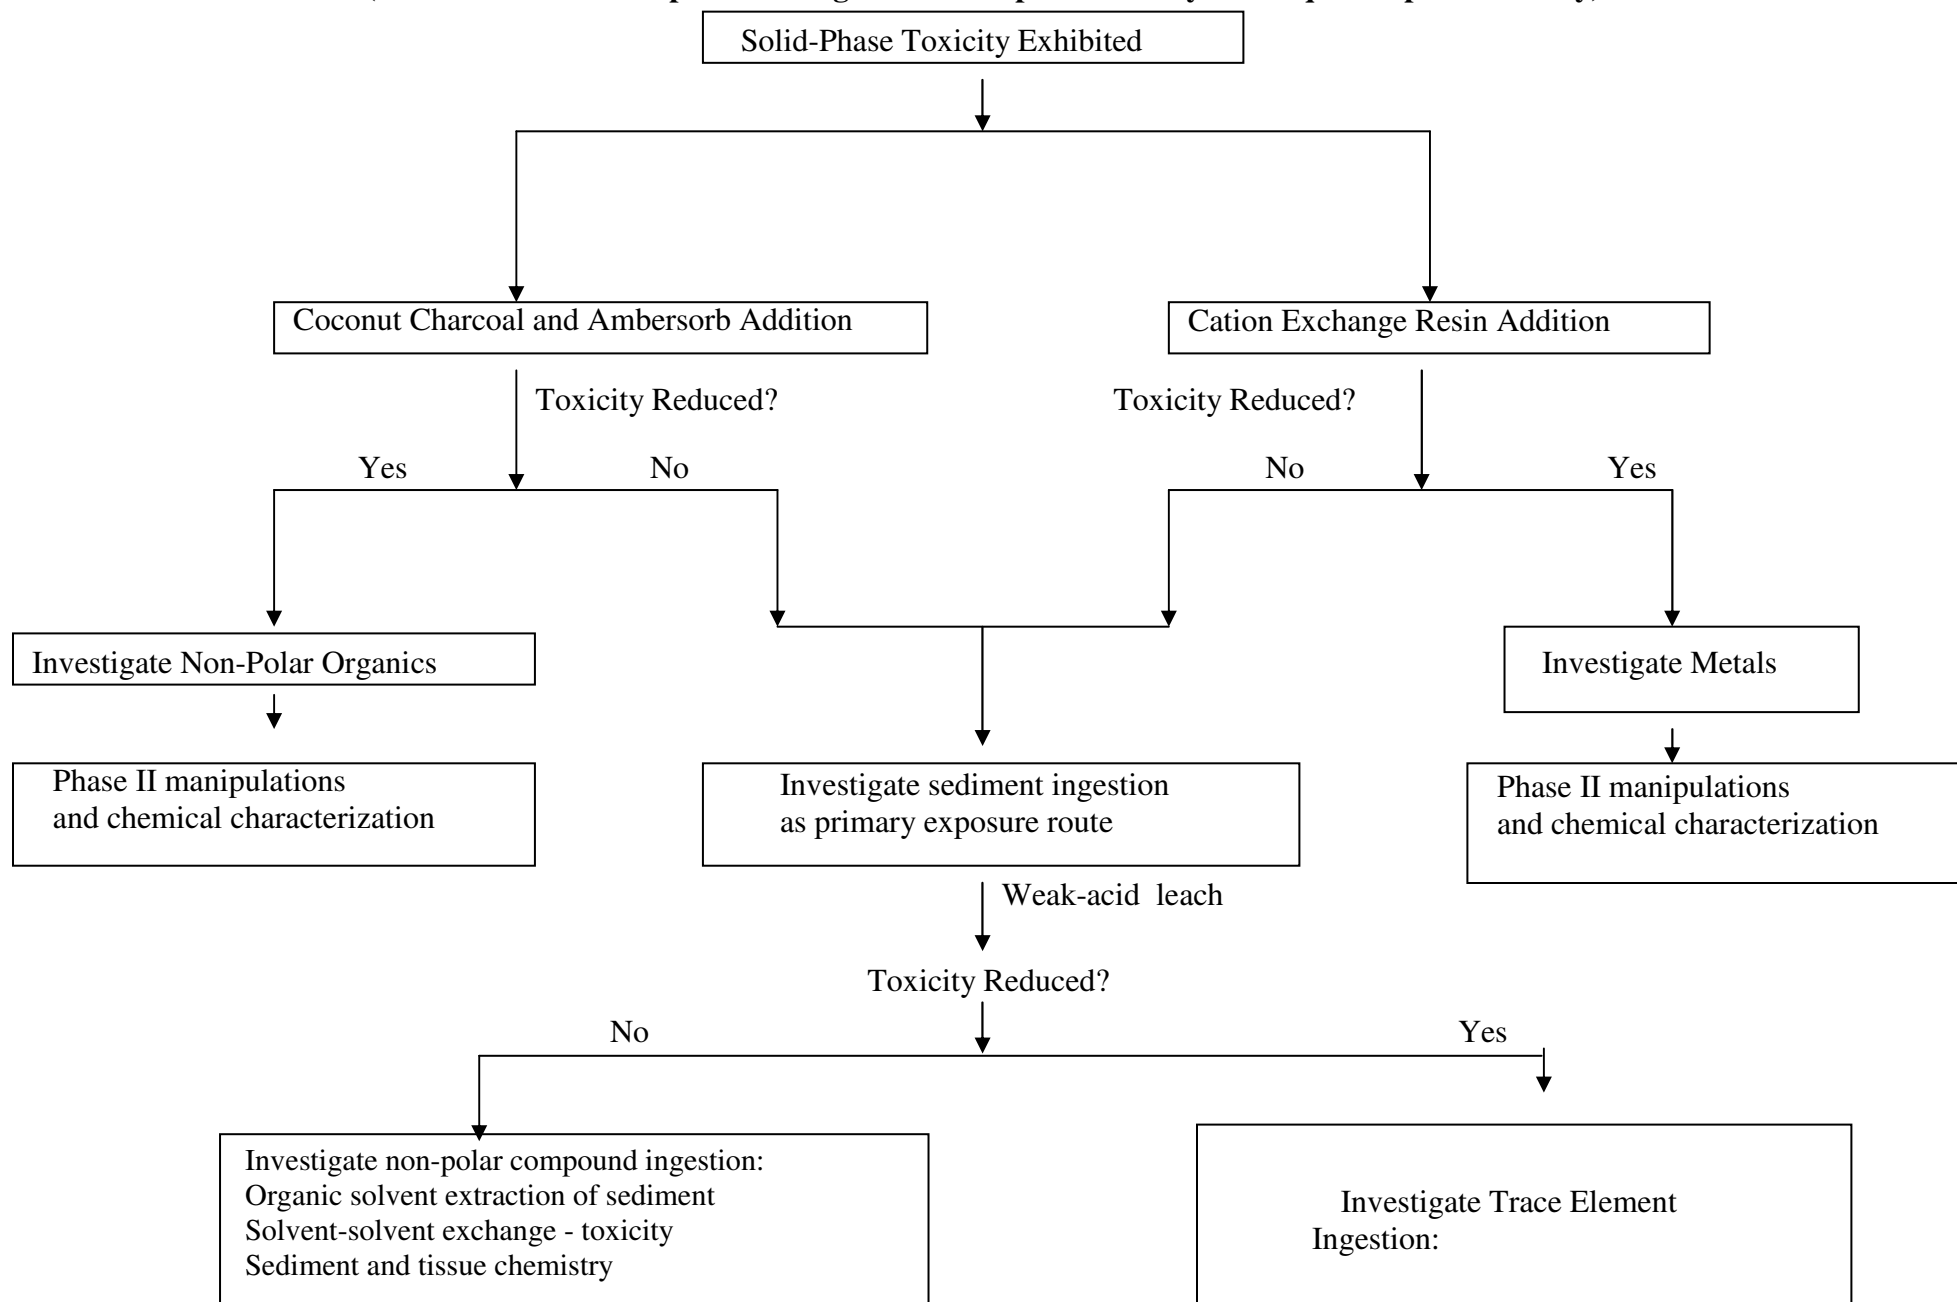 Solid-Phase Toxicity Exhibited
Coconut Charcoal and Ambersorb Addition
Cation Exchange Resin Addition
Toxicity Reduced?
Toxicity Reduced?
Yes
No
No
Yes
Investigate Non-Polar Organics
Investigate Metals
Phase II manipulations
and chemical characterization
Investigate sediment ingestion
as primary exposure route
Phase II manipulations
and chemical characterization
Weak-acid leach
Toxicity Reduced?
No
Yes
Investigate non-polar compound ingestion:
Organic solvent extraction of sediment
Solvent-solvent exchange - toxicity
Sediment and tissue chemistry
Investigate Trace Element
Ingestion: